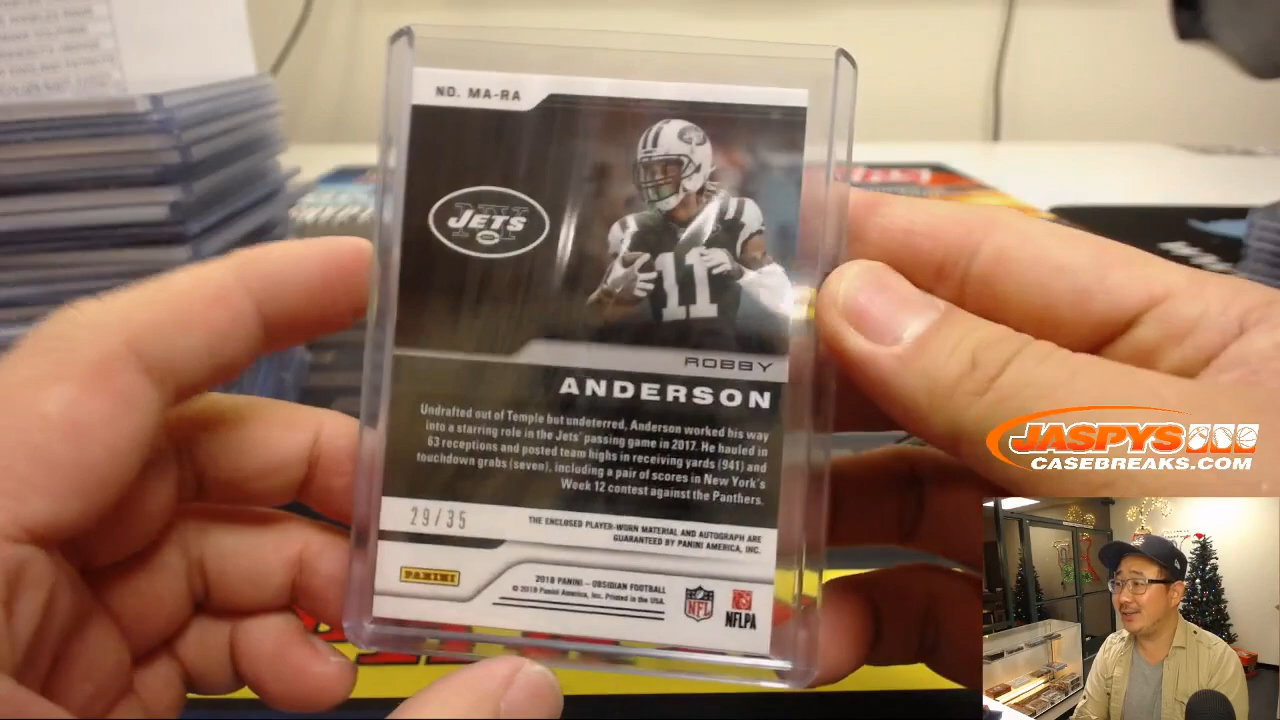 NO. MA-RA
JETS
NY
11
ROBBY
ANDERSON
Undrafted out of Temple but undeterred, Anderson worked his way
into a starring role in the Jets' passing game in 2017. He hauled in
63 receptions and posted team highs in receiving yards (941) and
touchdown grabs (seven), including a pair of scores in New York's
Week 12 contest against the Panthers.
29/35
THE ENCLOSED PLAYER-WORN MATERIAL AND AUTOGRAPH ARE
GUARANTEED BY PANINI AMERICA, INC.
PANINI
2018 PANINI – OBSIDIAN FOOTBALL
© 2019 Panini America, Inc. Printed in the USA.
NFL
NFLPA
JASPYS
CASEBREAKS.COM